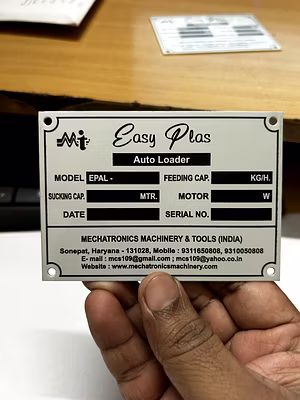 Mit
Easy Plas
Auto Loader
MODEL EPAL - FEEDING CAP. KG/H.
SUCKING CAP. MTR. MOTOR W
DATE SERIAL NO.
MECHATRONICS MACHINERY & TOOLS (INDIA)
Sonepat, Haryana - 131028, Mobile : 9311650808, 9310050808
E- mail : mcs109@gmail.com ; mcs109@yahoo.co.in
Website : www.mechatronicsmachinery.com